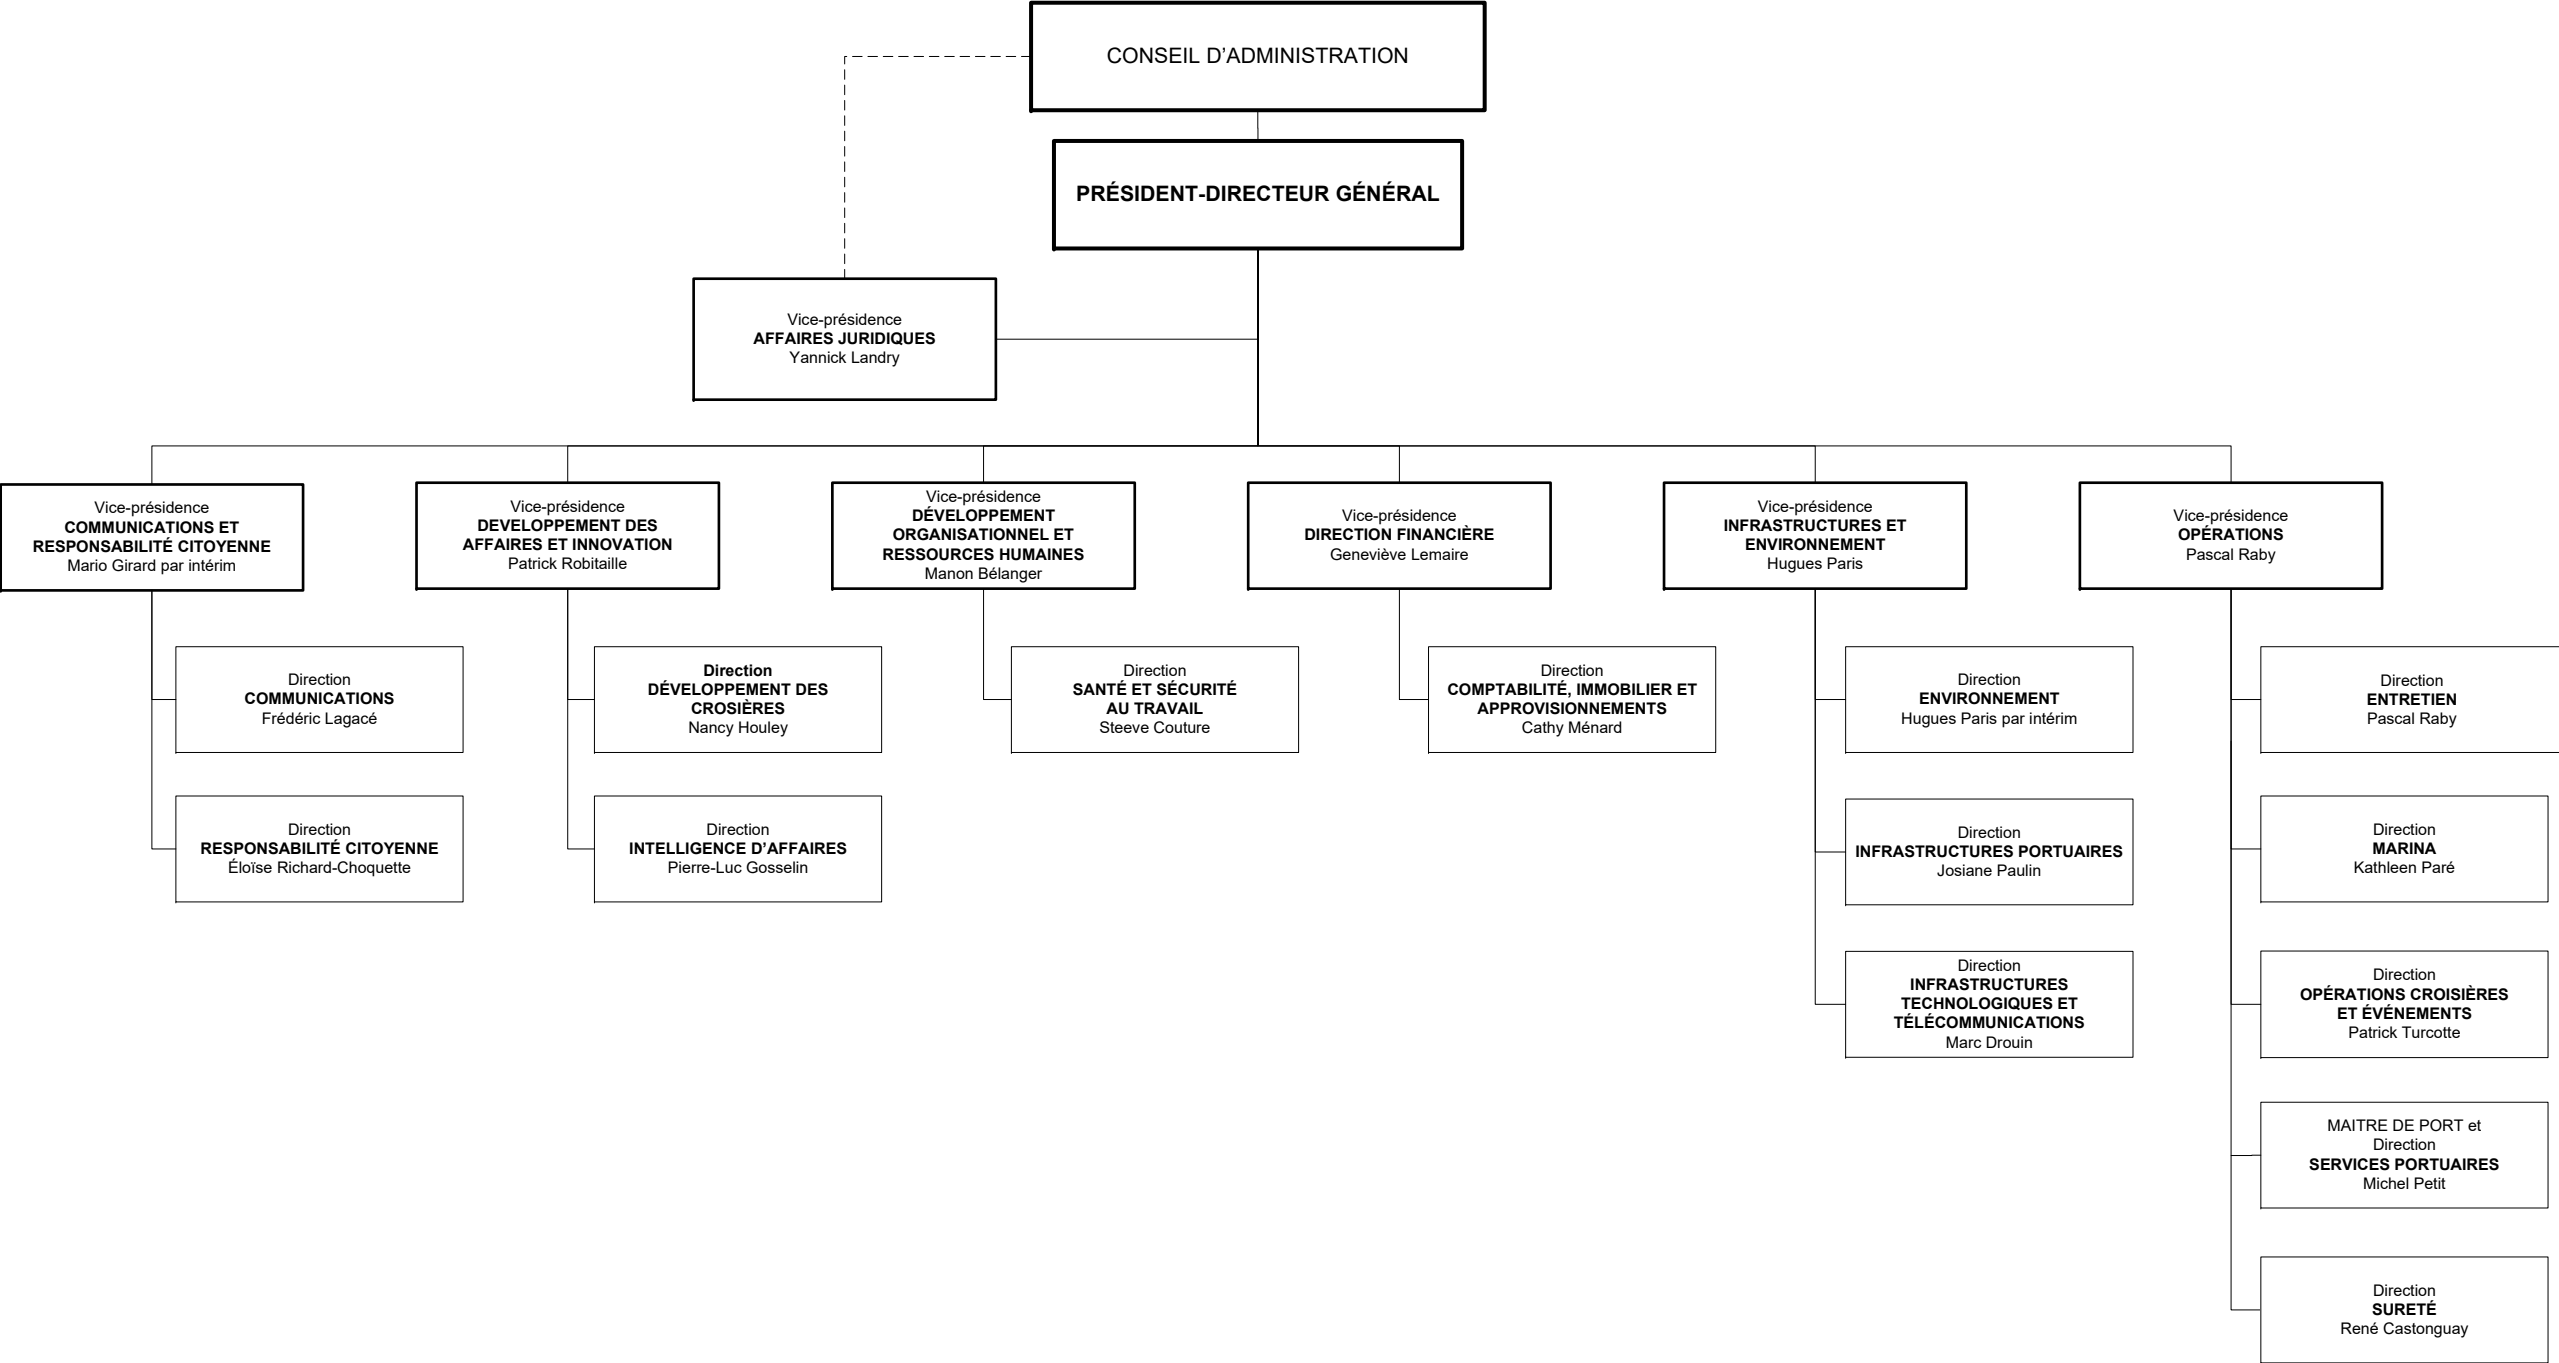 CONSEIL D’ADMINISTRATION
PRÉSIDENT-DIRECTEUR GÉNÉRAL
Vice-présidence
AFFAIRES JURIDIQUES
Yannick Landry
Vice-présidence
COMMUNICATIONS ET
RESPONSABILITÉ CITOYENNE
Mario Girard par intérim
Vice-présidence
DEVELOPPEMENT DES
AFFAIRES ET INNOVATION
Patrick Robitaille
Vice-présidence
DÉVELOPPEMENT
ORGANISATIONNEL ET
RESSOURCES HUMAINES
Manon Bélanger
Vice-présidence
DIRECTION FINANCIÈRE
Geneviève Lemaire
Vice-présidence
INFRASTRUCTURES ET
ENVIRONNEMENT
Hugues Paris
Vice-présidence
OPÉRATIONS
Pascal Raby
Direction
COMMUNICATIONS
Frédéric Lagacé
Direction
DÉVELOPPEMENT DES
CROSIÈRES
Nancy Houley
Direction
SANTÉ ET SÉCURITÉ
AU TRAVAIL
Steeve Couture
Direction
COMPTABILITÉ, IMMOBILIER ET
APPROVISIONNEMENTS
Cathy Ménard
Direction
ENVIRONNEMENT
Hugues Paris par intérim
Direction
ENTRETIEN
Pascal Raby
Direction
RESPONSABILITÉ CITOYENNE
Éloïse Richard-Choquette
Direction
INTELLIGENCE D’AFFAIRES
Pierre-Luc Gosselin
Direction
INFRASTRUCTURES PORTUAIRES
Josiane Paulin
Direction
MARINA
Kathleen Paré
Direction
INFRASTRUCTURES
TECHNOLOGIQUES ET
TÉLÉCOMMUNICATIONS
Marc Drouin
Direction
OPÉRATIONS CROISIÈRES
ET ÉVÉNEMENTS
Patrick Turcotte
MAITRE DE PORT et
Direction
SERVICES PORTUAIRES
Michel Petit
Direction
SURETÉ
René Castonguay